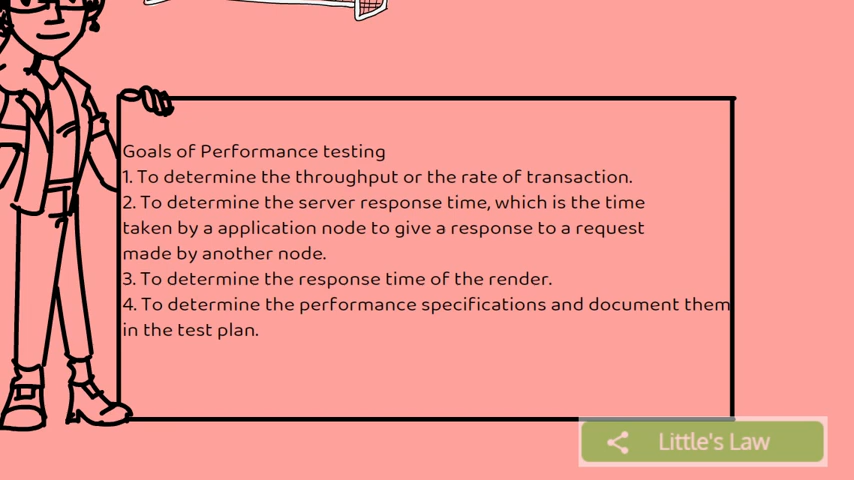 Goals of Performance testing
1. To determine the throughput or the rate of transaction.
2. To determine the server response time, which is the time
taken by a application node to give a response to a request
made by another node.
3. To determine the response time of the render.
4. To determine the performance specifications and document them
in the test plan.
Little's Law